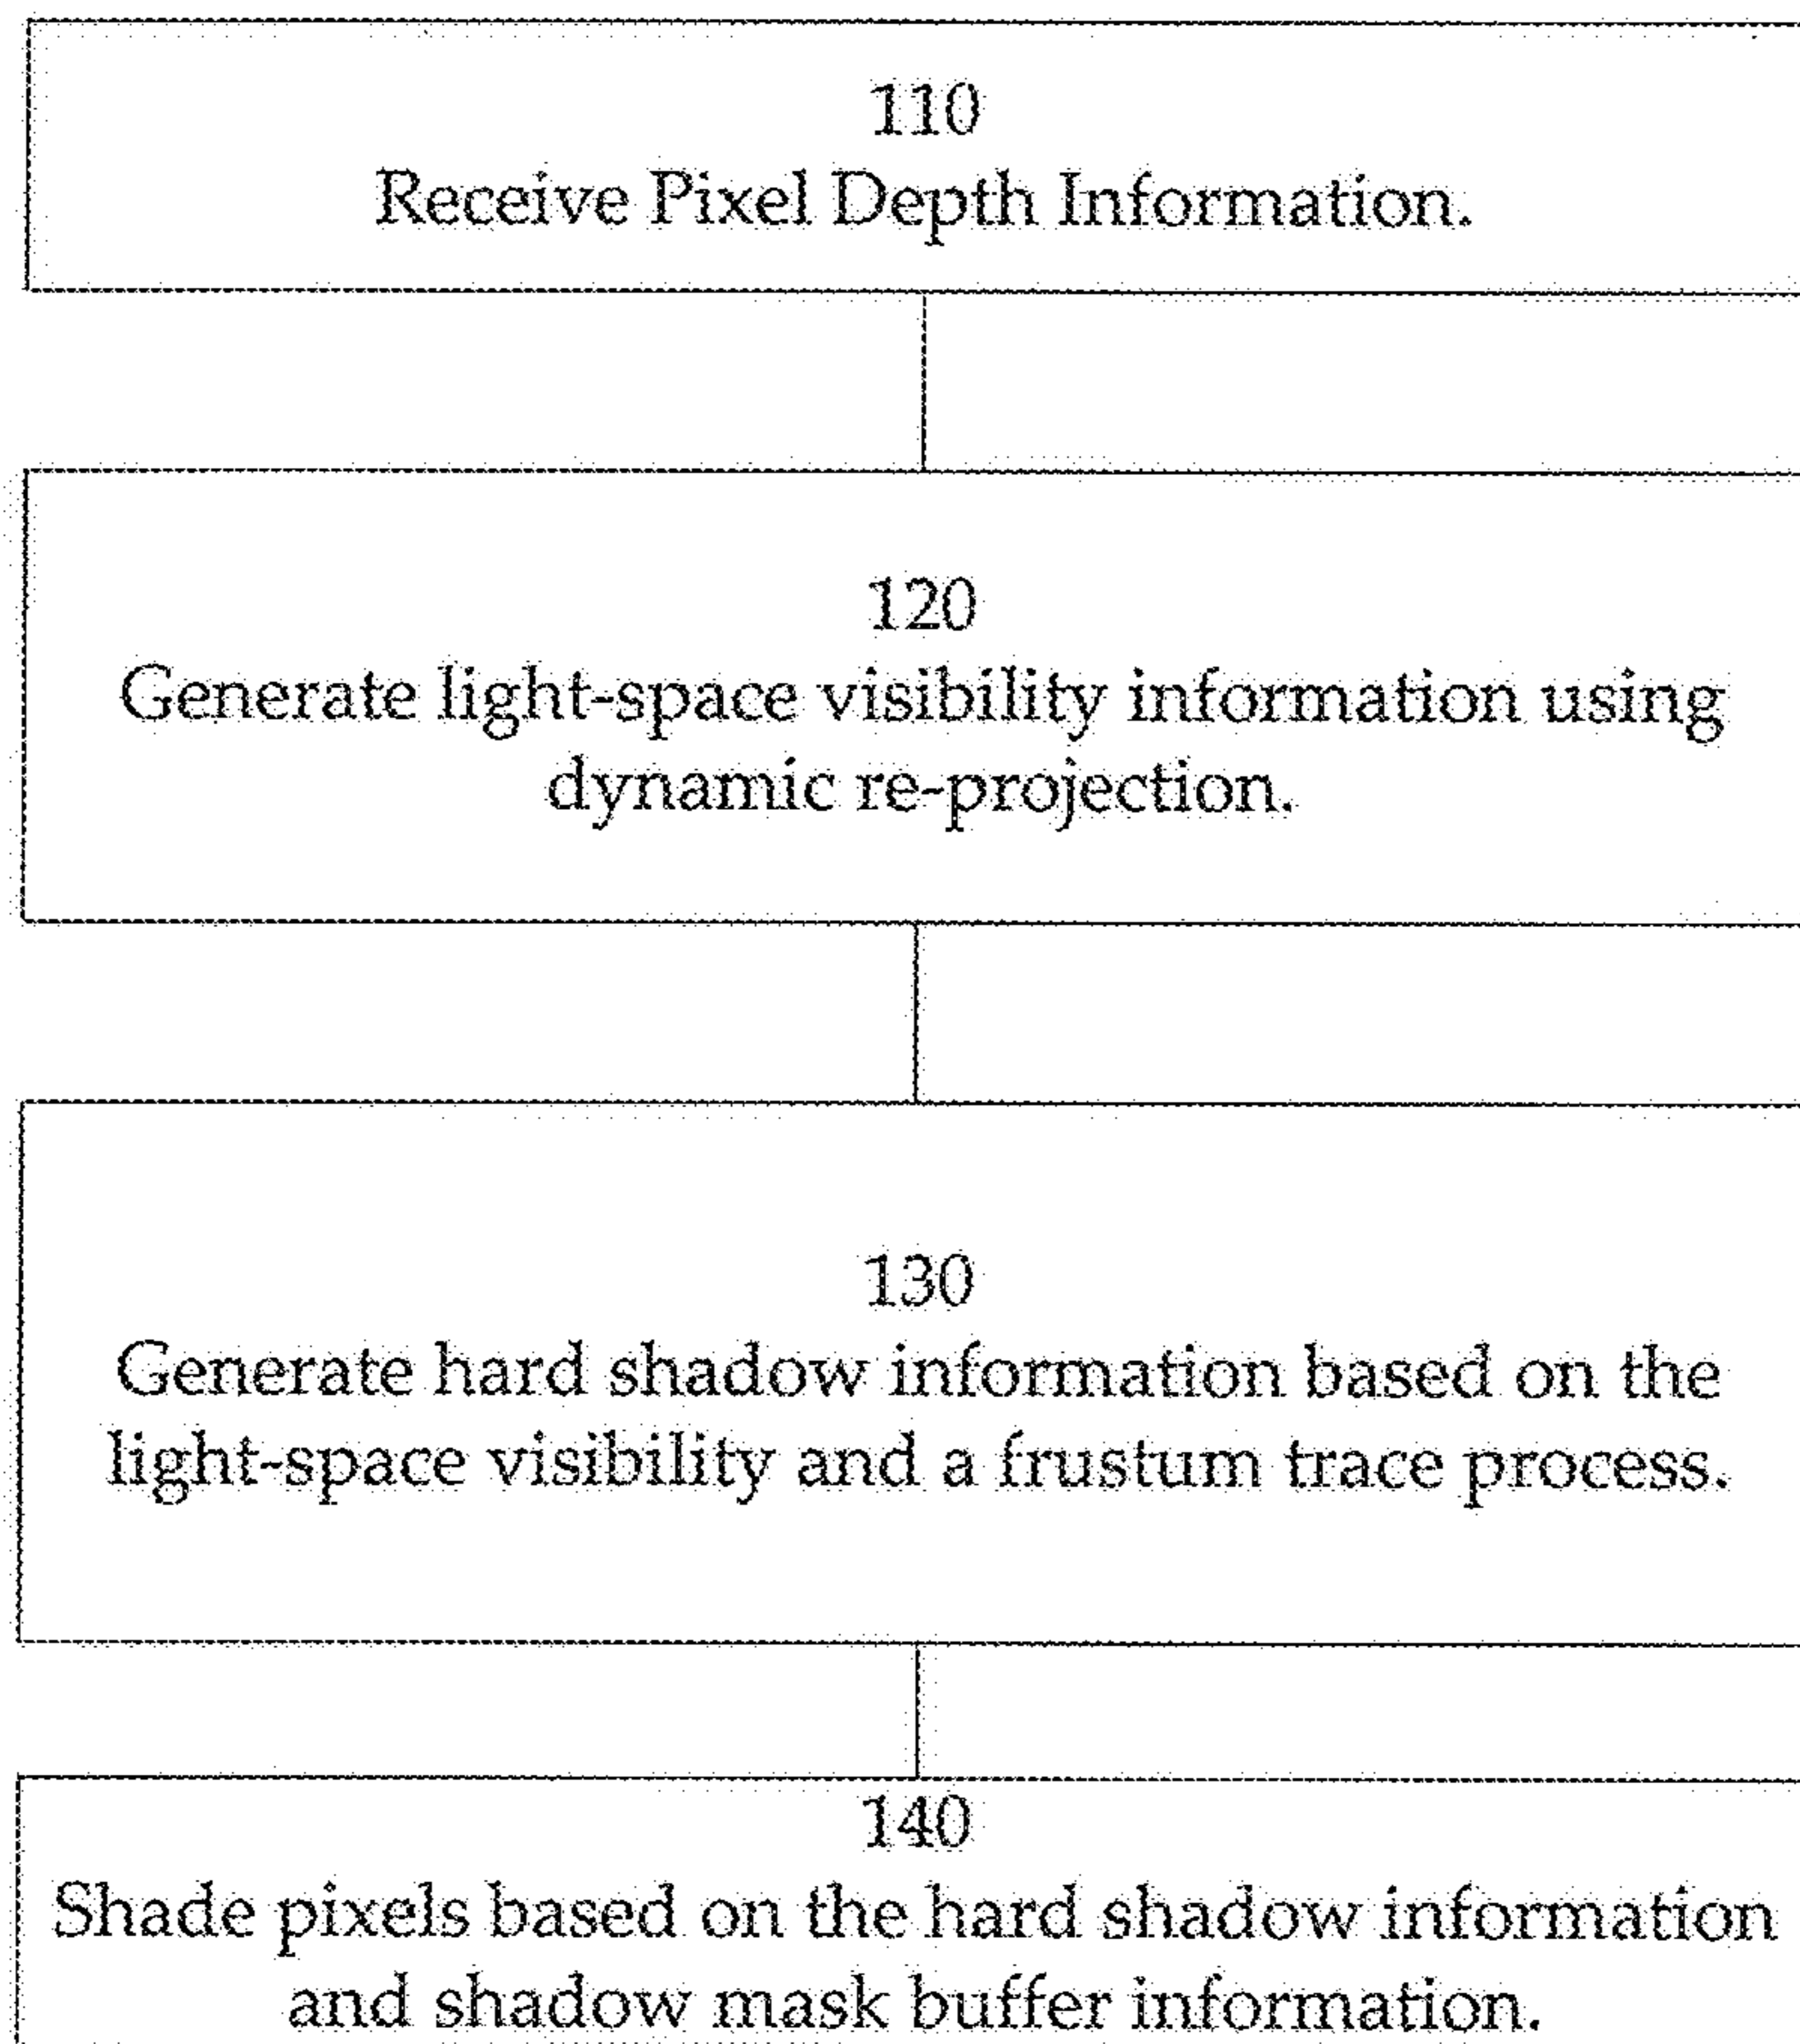 110
Receive Pixel Depth Information.
120
Generate light-space visibility information using
dynamic re-projection.
130
Generate hard shadow information based on the
light-space visibility and a frustum trace process.
140
Shade pixels based on the hard shadow information
and shadow mask buffer information.